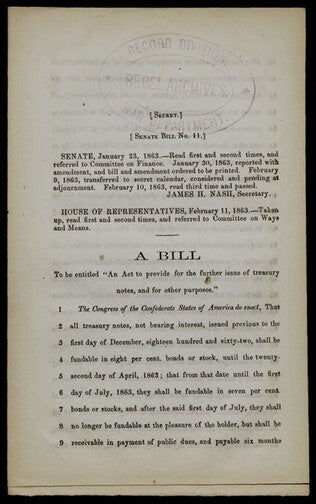 RECORD DIVISION
REBEL ARCHIVES
WAR DEPARTMENT
[ SECRET. ]
[ SENATE BILL NO. 11. ]
SENATE, January 23, 1863.—Read first and second times, and
referred to Committee on Finance. January 30, 1863, reported with
amendment, and bill and amendment ordered to be printed. February
9, 1863, transferred to secret calendar, considered and pending at
adjournment. February 10, 1863, read third time and passed.
JAMES H. NASH, Secretary.
HOUSE OF REPRESENTATIVES, February 11, 1863.—Taken
up, read first and second times, and referred to Committee on Ways
and Means.
A BILL
To be entitled "An Act to provide for the further issue of treasury
notes, and for other purposes."
1 The Congress of the Confederate States of America do enact, That
2 all treasury notes, not bearing interest, issued previous to the
3 first day of December, eighteen hundred and sixty-two, shall be
4 fundable in eight per cent. bonds or stock, until the twenty-
5 second day of April, 1863; that from that date until the first
6 day of July, 1863, they shall be fundable in seven per cent.
7 bonds or stocks, and after the said first day of July, they shall
8 no longer be fundable at the pleasure of the holder, but shall be
9 receivable in payment of public dues, and payable six months